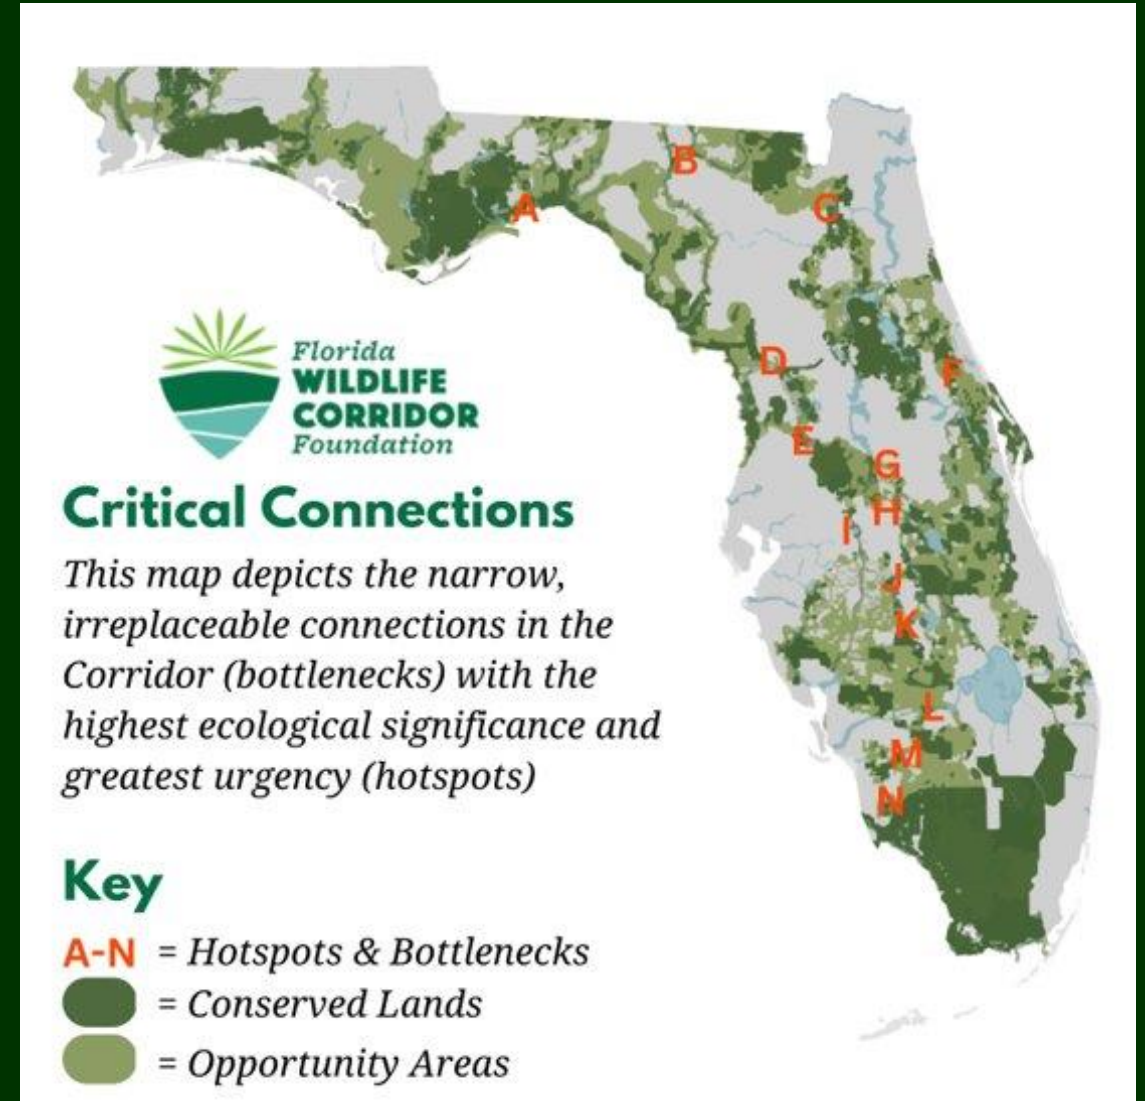 Florida
WILDLIFE
CORRIDOR
Foundation
Critical Connections
This map depicts the narrow,
irreplaceable connections in the
Corridor (bottlenecks) with the
highest ecological significance and
greatest urgency (hotspots)
Key
A-N = Hotspots & Bottlenecks
= Conserved Lands
= Opportunity Areas
A
B
C
D
E
F
G
H
I
J
K
L
M
N